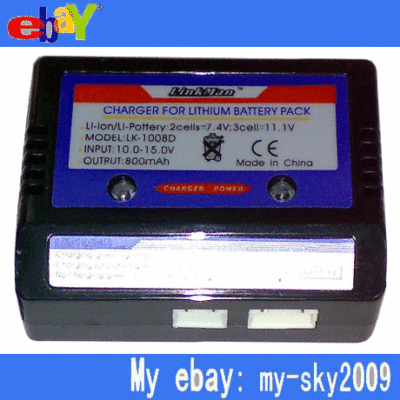 ebay
LinkMan
CHARGER FOR LITHIUM BATTERY PACK
Li-ion/Li-Pottery:2cells=7.4V;3cell=11.1V
MODEL:LK-1008D
INPUT:10.0-15.0V
OUTPUT:800mAh
CE
Made in China
CHARGER POWER
My ebay: my-sky2009